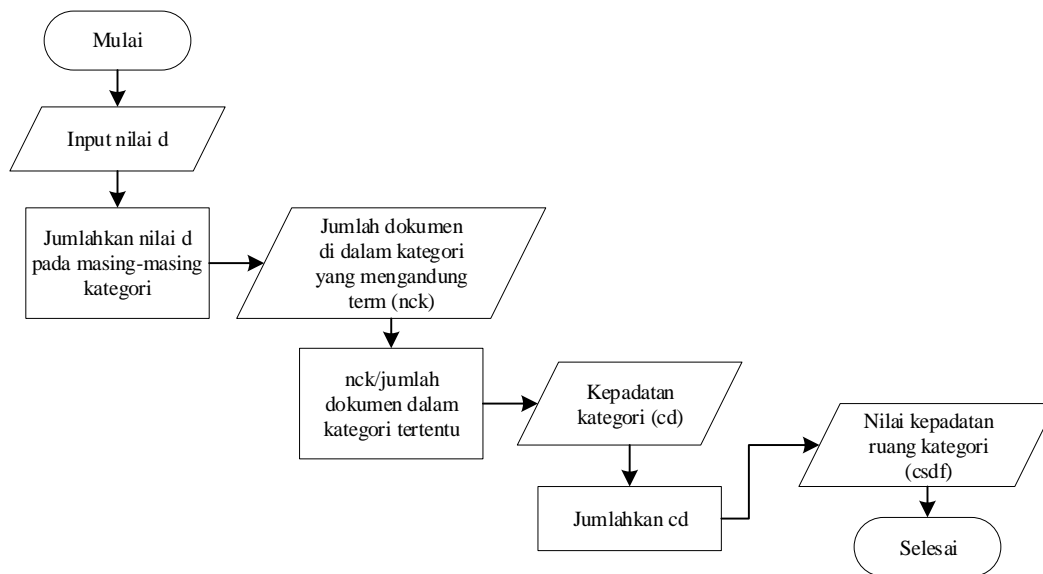 Mulai
Input nilai d
Jumlahkan nilai d
pada masing-masing
kategori
Jumlah dokumen
di dalam kategori
yang mengandung
term (nck)
nck/jumlah
dokumen dalam
kategori tertentu
Kepadatan
kategori (cd)
Jumlahkan cd
Nilai kepadatan
ruang kategori
(csdf)
Selesai